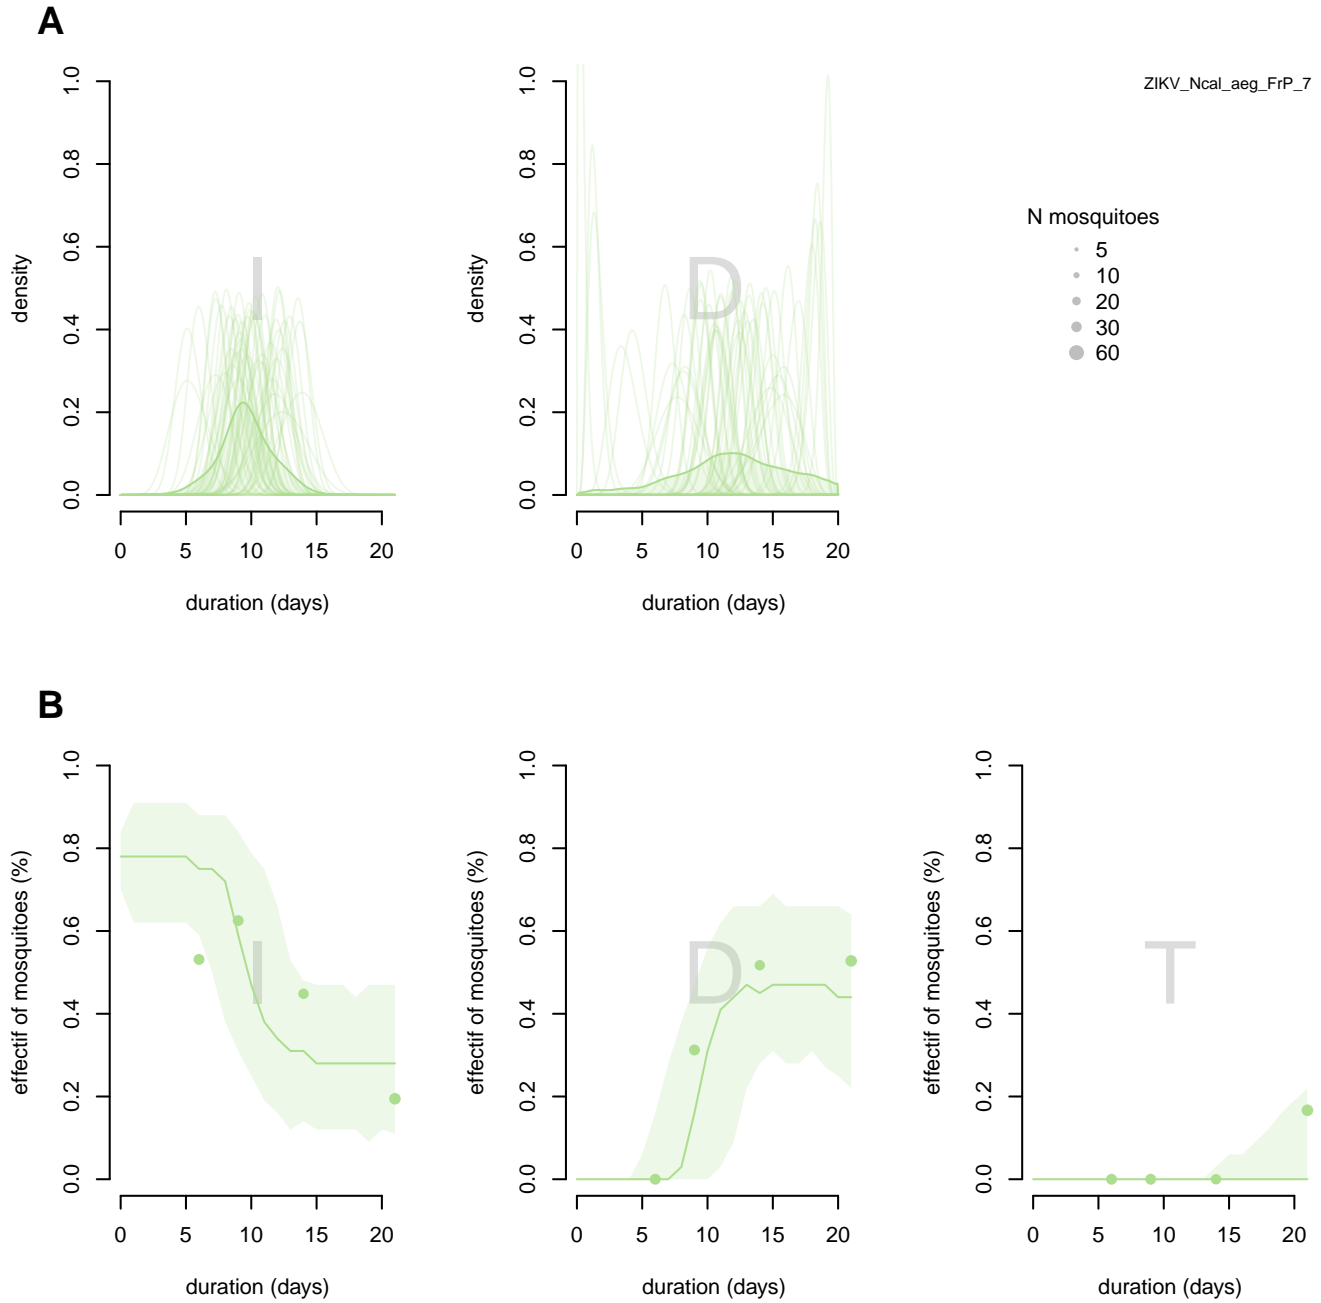 A
ZIKV_Ncal_aeg_FrP_7
density
0.0 0.2 0.4 0.6 0.8 1.0
I
0 5 10 15 20
duration (days)
density
0.0 0.2 0.4 0.6 0.8 1.0
D
0 5 10 15 20
duration (days)
N mosquitoes
5
10
20
30
60
B
effectif of mosquitoes (%)
0.0 0.2 0.4 0.6 0.8 1.0
I
0 5 10 15 20
duration (days)
effectif of mosquitoes (%)
0.0 0.2 0.4 0.6 0.8 1.0
D
0 5 10 15 20
duration (days)
effectif of mosquitoes (%)
0.0 0.2 0.4 0.6 0.8 1.0
T
0 5 10 15 20
duration (days)